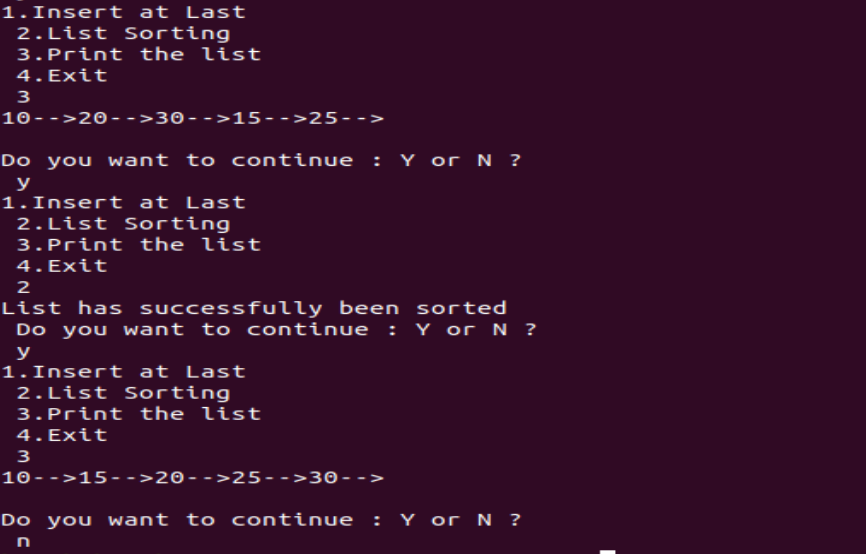 1.Insert at Last
2.List Sorting
3.Print the list
4.Exit
3
10-->20-->30-->15-->25-->
Do you want to continue : Y or N ?
y
1.Insert at Last
2.List Sorting
3.Print the list
4.Exit
2
List has successfully been sorted
Do you want to continue : Y or N ?
y
1.Insert at Last
2.List Sorting
3.Print the list
4.Exit
3
10-->15-->20-->25-->30-->
Do you want to continue : Y or N ?
n